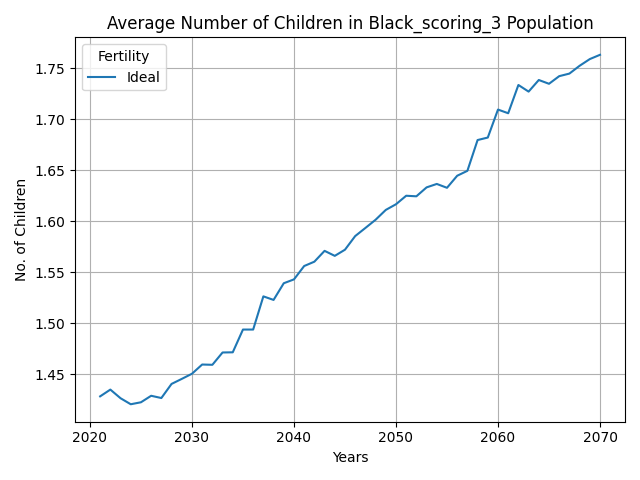 Average Number of Children in Black_scoring_3 Population
Fertility
Ideal
No. of Children
1.75
1.70
1.65
1.60
1.55
1.50
1.45
2020 2030 2040 2050 2060 2070
Years